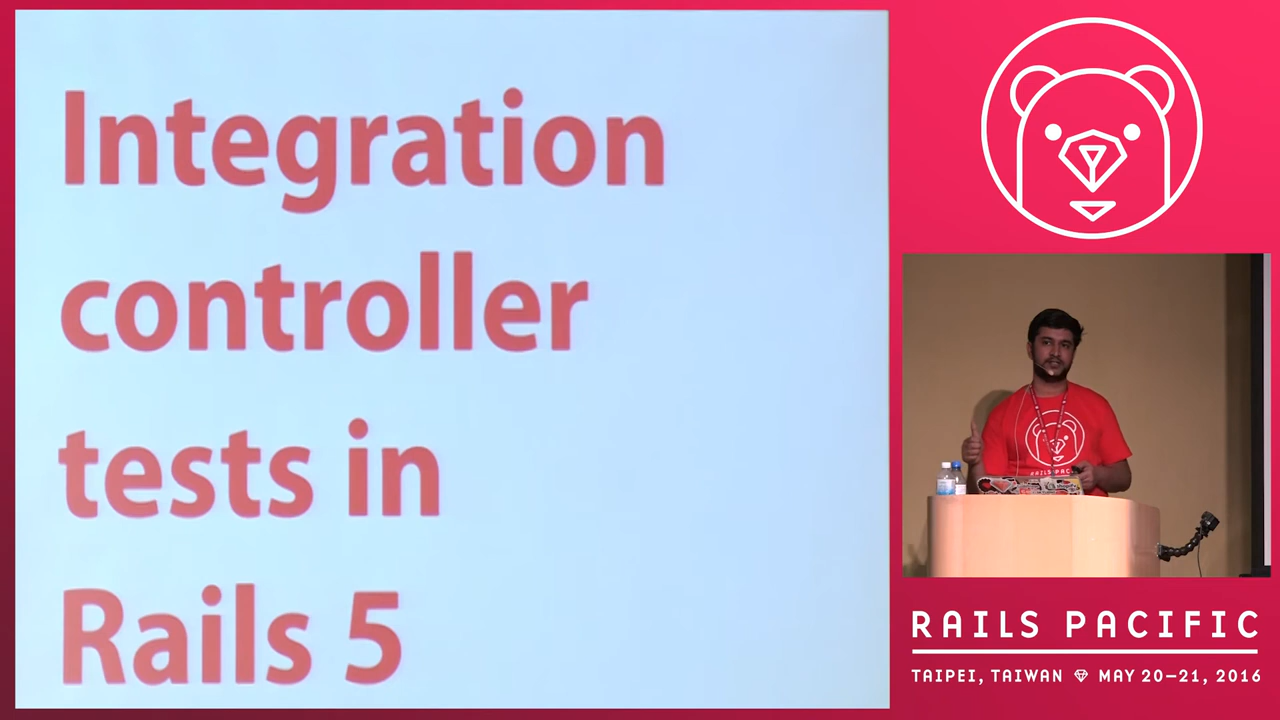 Integration
controller
tests in
Rails 5
RAILS PACIFIC
TAIPEI, TAIWAN MAY 20–21, 2016